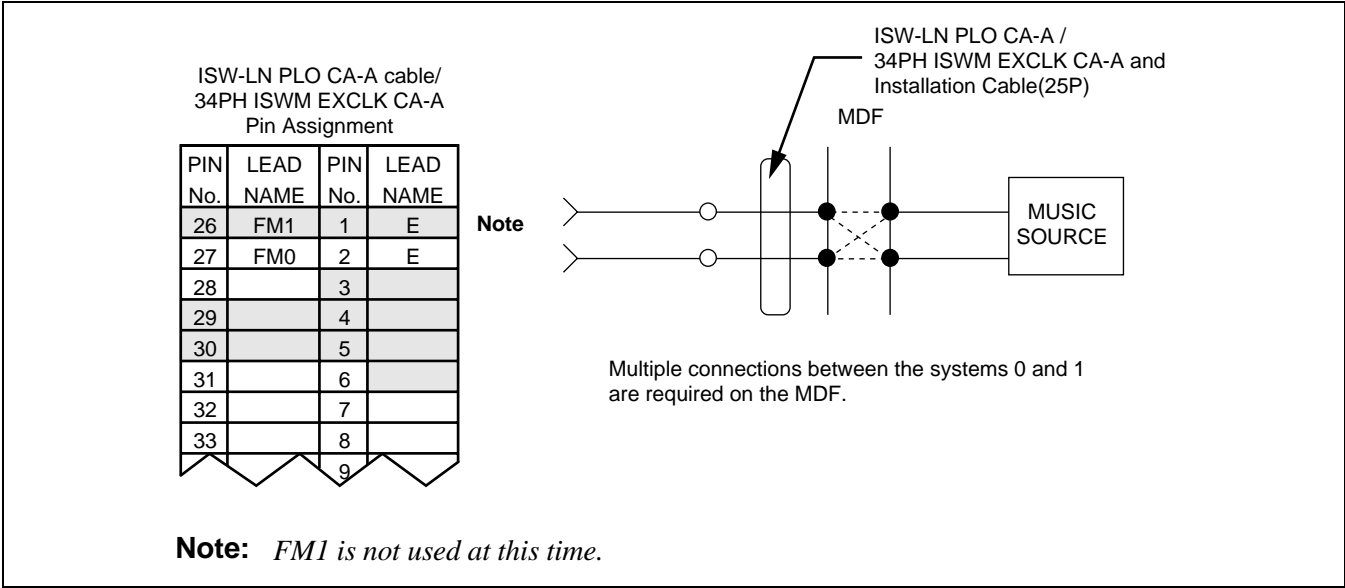 ISW-LN PLO CA-A cable/
34PH ISWM EXCLK CA-A
Pin Assignment
PIN No. LEAD NAME PIN No. LEAD NAME
26 FM1 1 E
27 FM0 2 E
28 3
29 4
30 5
31 6
32 7
33 8
9
Note
ISW-LN PLO CA-A /
34PH ISWM EXCLK CA-A and
Installation Cable(25P)
MDF
MUSIC
SOURCE
Multiple connections between the systems 0 and 1
are required on the MDF.
Note: FM1 is not used at this time.